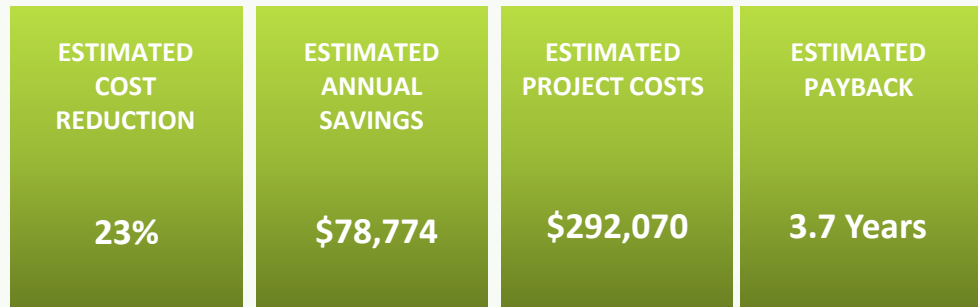 ESTIMATED
COST
REDUCTION
23%
ESTIMATED
ANNUAL
SAVINGS
$78,774
ESTIMATED
PROJECT COSTS
$292,070
ESTIMATED
PAYBACK
3.7 Years